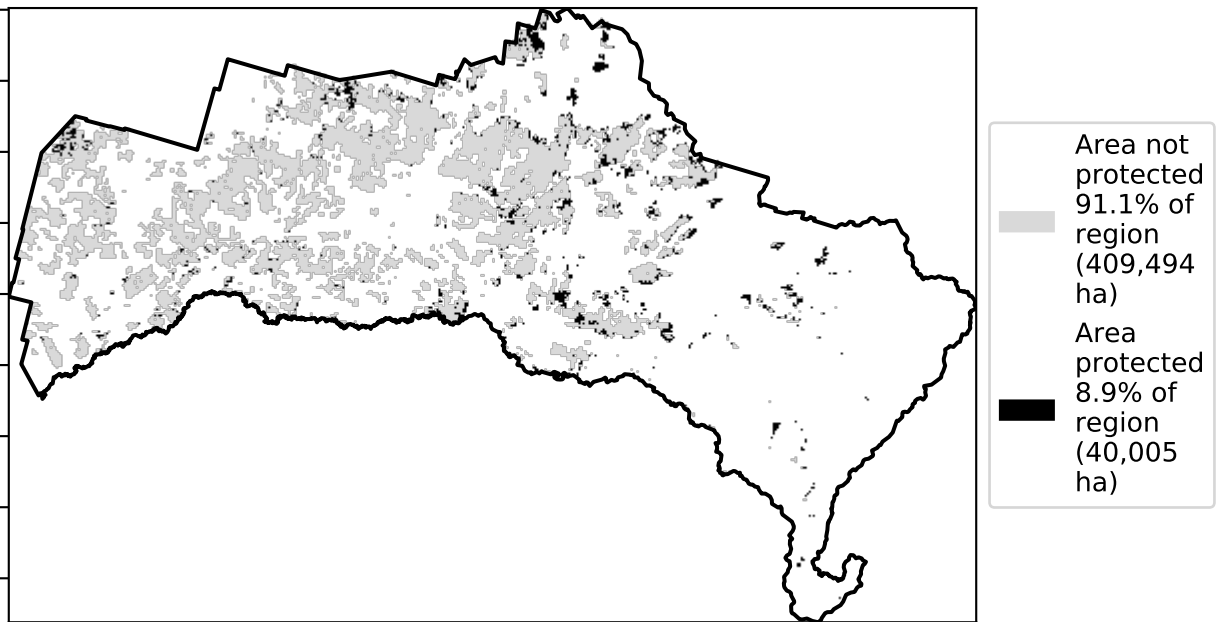 Area not
protected
91.1% of
region
(409,494
ha)
Area
protected
8.9% of
region
(40,005
ha)